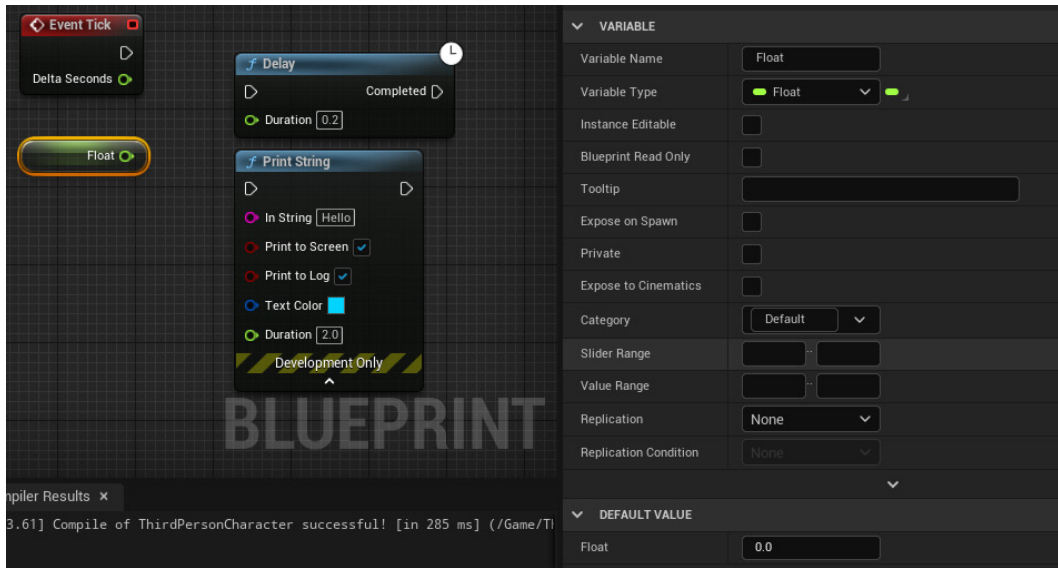 Event Tick
Delta Seconds
Float
Delay
Completed
Duration 0.2
Print String
In String Hello
Print to Screen
Print to Log
Text Color
Duration 2.0
Development Only
BLUEPRINT
mpiler Results ×
3.61] Compile of ThirdPersonCharacter successful! [in 285 ms] (/Game/Tl
VARIABLE
Variable Name Float
Variable Type Float
Instance Editable
Blueprint Read Only
Tooltip
Expose on Spawn
Private
Expose to Cinematics
Category Default
Slider Range
Value Range
Replication None
Replication Condition None
DEFAULT VALUE
Float 0.0